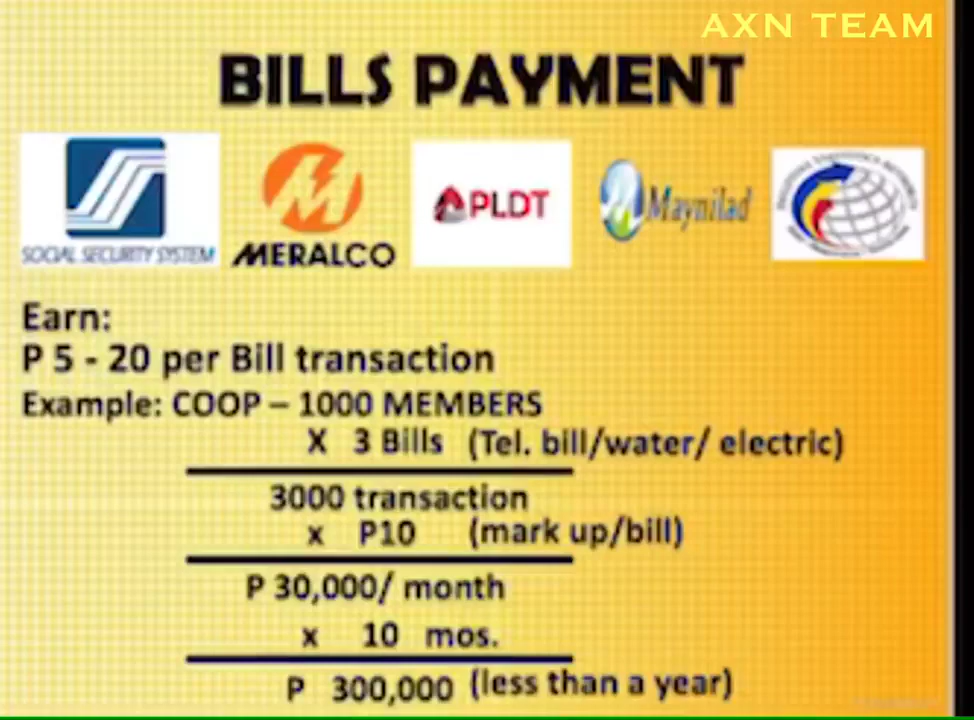 AXN TEAM
BILLS PAYMENT
SOCIAL SECURITY SYSTEM
MERALCO
PLDT
Maynilad
Earn:
P 5 - 20 per Bill transaction
Example: COOP – 1000 MEMBERS
X 3 Bills (Tel. bill/water/ electric)
3000 transaction
x P10 (mark up/bill)
P 30,000/ month
x 10 mos.
P 300,000 (less than a year)